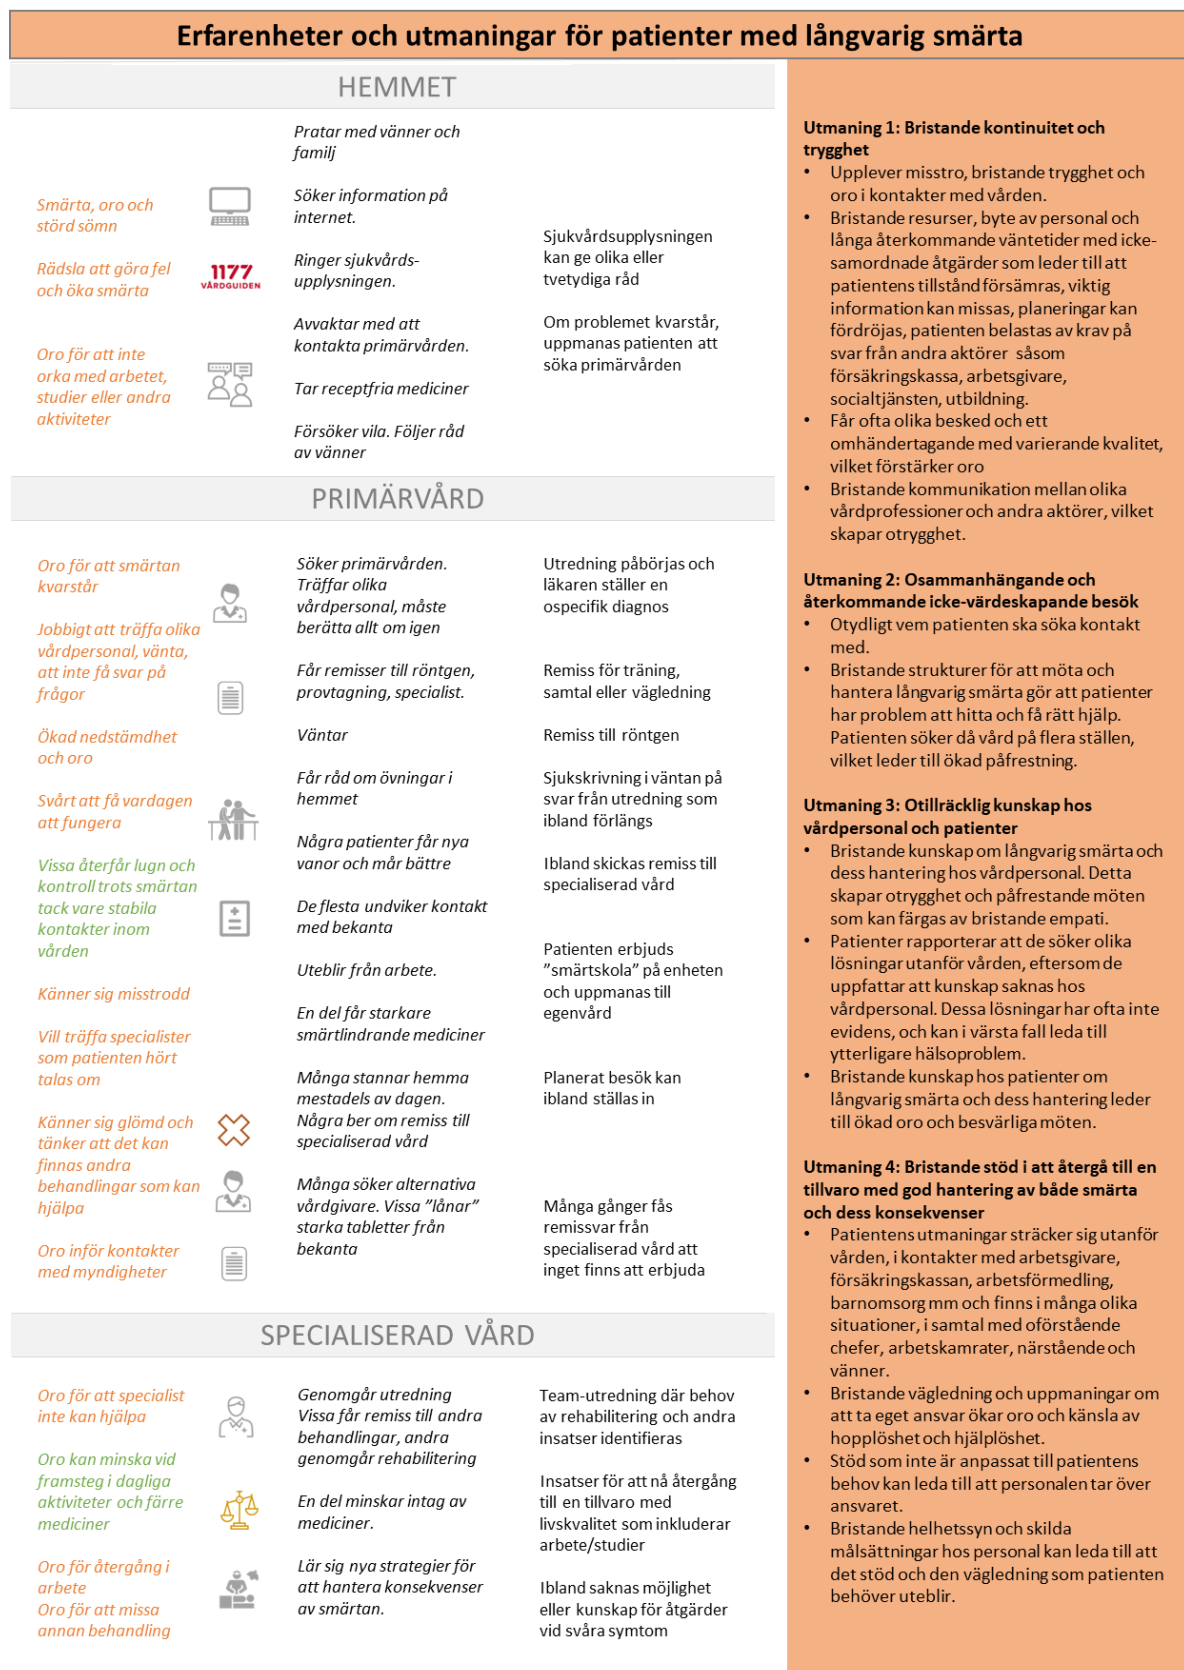 Erfarenheter och utmaningar för patienter med långvarig smärta
HEMMET
Smärta, oro och
störd sömn
Rädsla att göra fel
och öka smärta
Oro för att inte
orka med arbetet,
studier eller andra
aktiviteter
1177
VÅRDGUIDEN
Pratar med vänner och
familj
Söker information på
internet.
Ringer sjukvårds-
upplysningen.
Avvaktar med att
kontakta primärvården.
Tar receptfria mediciner
Försöker vila. Följer råd
av vänner
Sjukvårdsupplysningen
kan ge olika eller
tvetydiga råd
Om problemet kvarstår,
uppmanas patienten att
söka primärvården
PRIMÄRVÅRD
Oro för att smärtan
kvarstår
Jobbigt att träffa olika
vårdpersonal, vänta,
att inte få svar på
frågor
Ökad nedstämdhet
och oro
Svårt att få vardagen
att fungera
Vissa återfår lugn och
kontroll trots smärtan
tack vare stabila
kontakter inom
vården
Känner sig misstrodd
Vill träffa specialister
som patienten hört
talas om
Känner sig glömd och
tänker att det kan
finnas andra
behandlingar som kan
hjälpa
Oro inför kontakter
med myndigheter
Söker primärvården.
Träffar olika
vårdpersonal, måste
berätta allt om igen
Får remisser till röntgen,
provtagning, specialist.
Väntar
Får råd om övningar i
hemmet
Några patienter får nya
vanor och mår bättre
De flesta undviker kontakt
med bekanta
Uteblir från arbete.
En del får starkare
smärtlindrande mediciner
Många stannar hemma
mestadels av dagen.
Några ber om remiss till
specialiserad vård
Många söker alternativa
vårdgivare. Vissa ”lånar”
starka tabletter från
bekanta
Utredning påbörjas och
läkaren ställer en
ospecifik diagnos
Remiss för träning,
samtal eller vägledning
Remiss till röntgen
Sjukskrivning i väntan på
svar från utredning som
ibland förlängs
Ibland skickas remiss till
specialiserad vård
Patienten erbjuds
”smärtskola” på enheten
och uppmanas till
egenvård
Planerat besök kan
ibland ställas in
Många gånger fås
remissvar från
specialiserad vård att
inget finns att erbjuda
SPECIALISERAD VÅRD
Oro för att specialist
inte kan hjälpa
Oro kan minska vid
framsteg i dagliga
aktiviteter och färre
mediciner
Oro för återgång i
arbete
Oro för att missa
annan behandling
Genomgår utredning
Vissa får remiss till andra
behandlingar, andra
genomgår rehabilitering
En del minskar intag av
mediciner.
Lär sig nya strategier för
att hantera konsekvenser
av smärtan.
Team-utredning där behov
av rehabilitering och andra
insatser identifieras
Insatser för att nå återgång
till en tillvaro med
livskvalitet som inkluderar
arbete/studier
Ibland saknas möjlighet
eller kunskap för åtgärder
vid svåra symtom
Utmaning 1: Bristande kontinuitet och
trygghet
• Upplever misstro, bristande trygghet och
oro i kontakter med vården.
• Bristande resurser, byte av personal och
långa återkommande väntetider med icke-
samordnade åtgärder som leder till att
patientens tillstånd försämras, viktig
information kan missas, planeringar kan
fördröjas, patienten belastas av krav på
svar från andra aktörer såsom
försäkringskassa, arbetsgivare,
socialtjänsten, utbildning.
• Får ofta olika besked och ett
omhändertagande med varierande kvalitet,
vilket förstärker oro
• Bristande kommunikation mellan olika
vårdprofessioner och andra aktörer, vilket
skapar otrygghet.
Utmaning 2: Osammanhängande och
återkommande icke-värdeskapande besök
• Otydligt vem patienten ska söka kontakt
med.
• Bristande strukturer för att möta och
hantera långvarig smärta gör att patienter
har problem att hitta och få rätt hjälp.
Patienten söker då vård på flera ställen,
vilket leder till ökad påfrestning.
Utmaning 3: Otillräcklig kunskap hos
vårdpersonal och patienter
• Bristande kunskap om långvarig smärta och
dess hantering hos vårdpersonal. Detta
skapar otrygghet och påfrestande möten
som kan färgas av bristande empati.
• Patienter rapporterar att de söker olika
lösningar utanför vården, eftersom de
uppfattar att kunskap saknas hos
vårdpersonal. Dessa lösningar har ofta inte
evidens, och kan i värsta fall leda till
ytterligare hälsoproblem.
• Bristande kunskap hos patienter om
långvarig smärta och dess hantering leder
till ökad oro och besvärliga möten.
Utmaning 4: Bristande stöd i att återgå till en
tillvaro med god hantering av både smärta
och dess konsekvenser
• Patientens utmaningar sträcker sig utanför
vården, i kontakter med arbetsgivare,
försäkringskassan, arbetsförmedling,
barnomsorg mm och finns i många olika
situationer, i samtal med oförstående
chefer, arbetskamrater, närstående och
vänner.
• Bristande vägledning och uppmaningar om
att ta eget ansvar ökar oro och känsla av
hopplöshet och hjälplöshet.
• Stöd som inte är anpassat till patientens
behov kan leda till att personalen tar över
ansvaret.
• Bristande helhetssyn och skilda
målsättningar hos personal kan leda till att
det stöd och den vägledning som patienten
behöver uteblir.